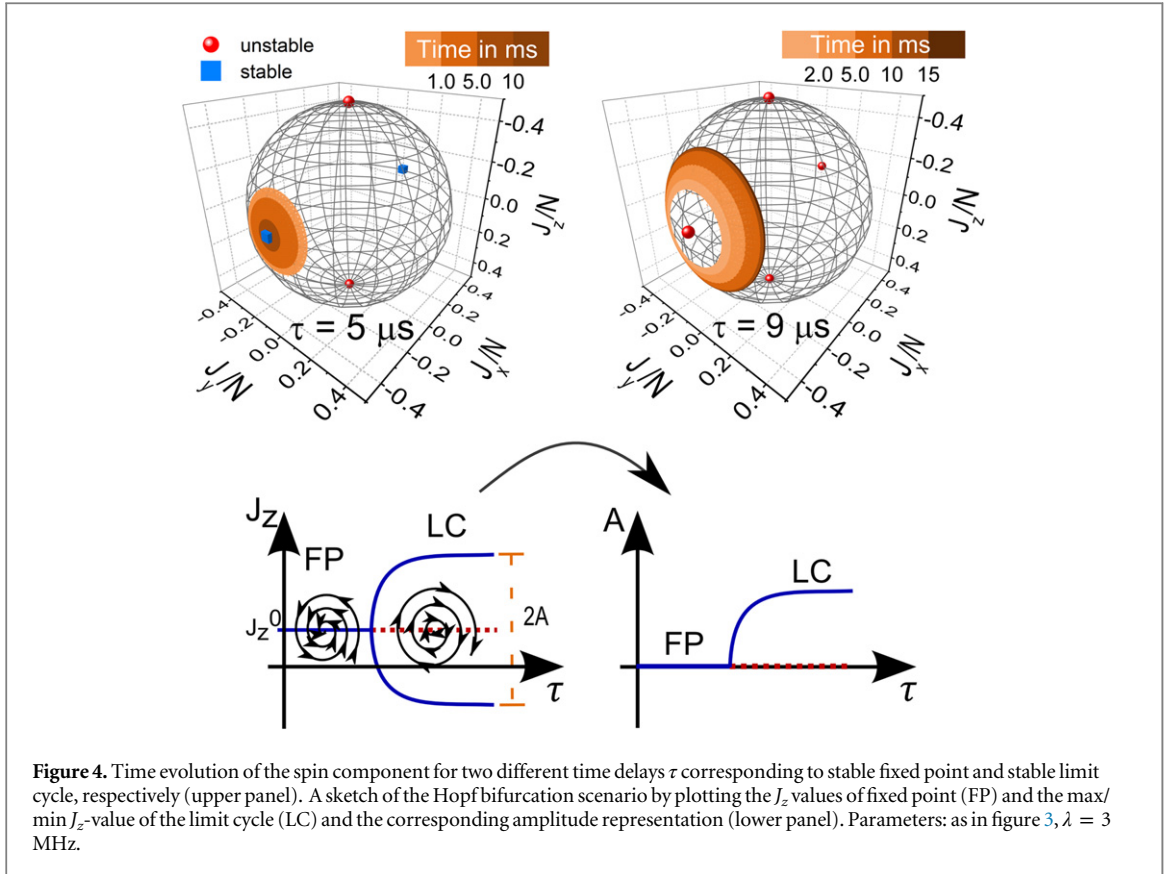 unstable
stable
Time in ms
1.0 5.0 10
-0.4
-0.2
0.0
0.2
0.4
J_z/N
-0.4
-0.2
0.0
0.2
0.4
J_y/N
0.4
0.2
-0.0
-0.2
-0.4
J_x/N
τ = 5 μs
Time in ms
2.0 5.0 10 15
-0.4
-0.2
0.0
0.2
0.4
J_z/N
-0.4
-0.2
0.0
0.2
0.4
J_y/N
0.4
0.2
-0.0
-0.2
-0.4
J_x/N
τ = 9 μs
J_z
FP
LC
J_z^0
2A
τ
A
FP
LC
τ
Figure 4. Time evolution of the spin component for two different time delays τ corresponding to stable fixed point and stable limit
cycle, respectively (upper panel). A sketch of the Hopf bifurcation scenario by plotting the J_z values of fixed point (FP) and the max/
min J_z-value of the limit cycle (LC) and the corresponding amplitude representation (lower panel). Parameters: as in figure 3, λ = 3
MHz.